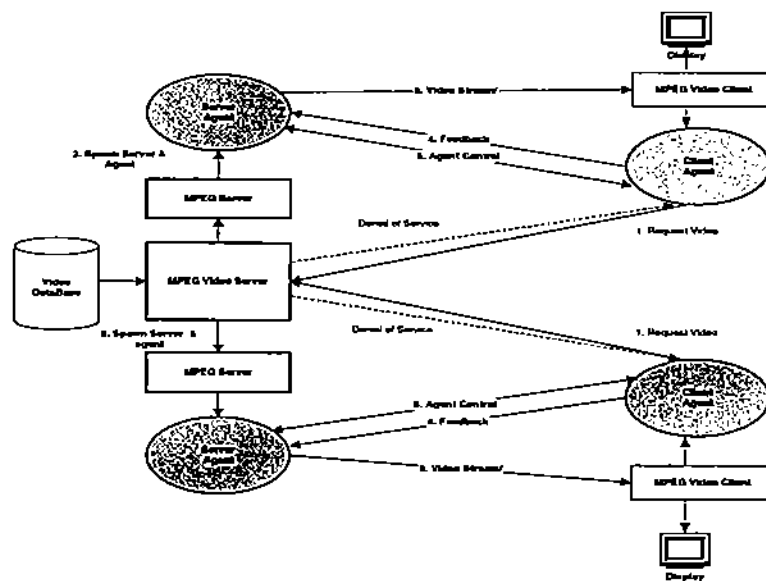 Display
MPEG Video Client
3. Video Stream/
Server
Agent
4. Feedback
5. Agent Control
Client
Agent
2. Spawn Server &
Agent
MPEG Server
Denial of Service
1. Request Video
Video
DataBase
MPEG Video Server
2. Spawn Server &
agent
Denial of Service
1. Request Video
MPEG Server
Client
Agent
5. Agent Control
4. Feedback
Server
Agent
3. Video Stream/
MPEG Video Client
Display